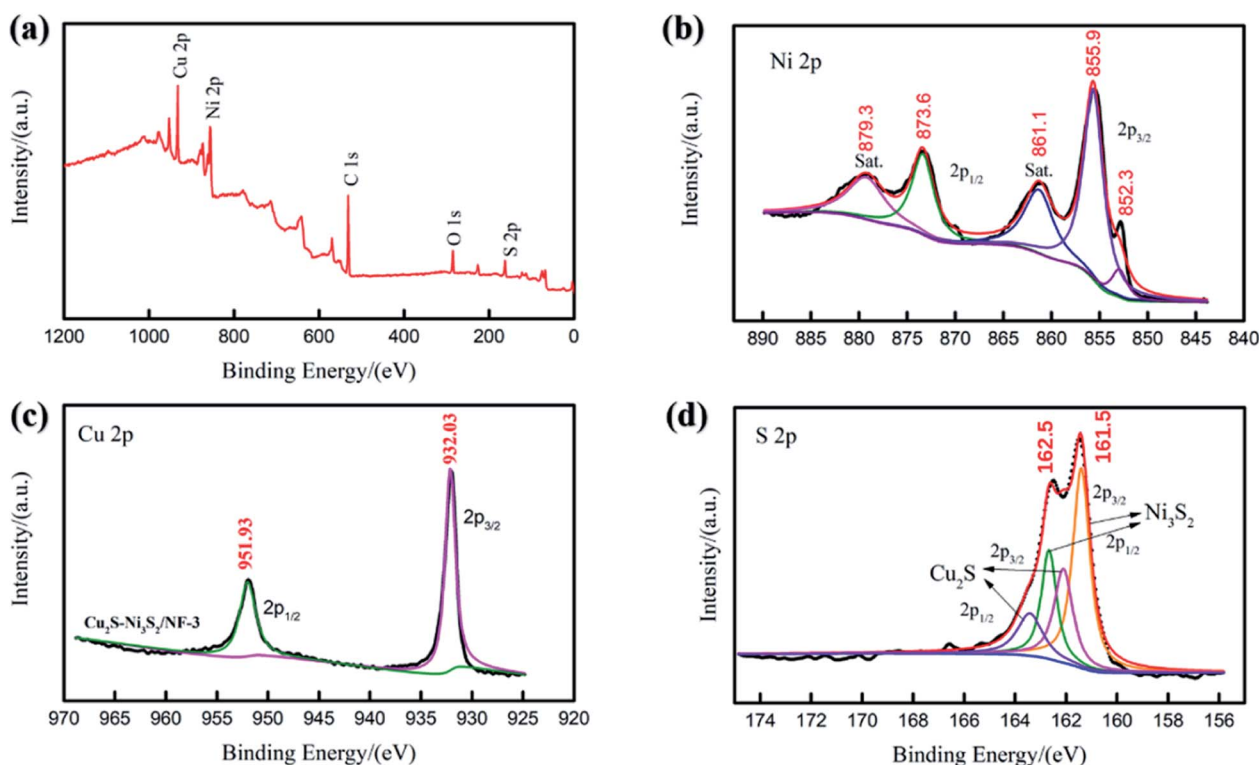 (a)
Cu 2p
Ni 2p
C 1s
O 1s
S 2p
Intensity/(a.u.)
1200 1000 800 600 400 200 0
Binding Energy/(eV)
(b)
Ni 2p
879.3
Sat.
873.6
2p1/2
861.1
Sat.
855.9
2p3/2
852.3
Intensity/(a.u.)
890 885 880 875 870 865 860 855 850 845 840
Binding Energy/(eV)
(c)
Cu 2p
951.93
2p1/2
932.03
2p3/2
Cu2S-Ni3S2/NF-3
Intensity/(a.u.)
970 965 960 955 950 945 940 935 930 925 920
Binding Energy/(eV)
(d)
S 2p
162.5
161.5
2p3/2
Ni3S2
2p1/2
2p3/2
Cu2S
2p1/2
Intensity/(a.u.)
174 172 170 168 166 164 162 160 158 156
Binding Energy/(eV)